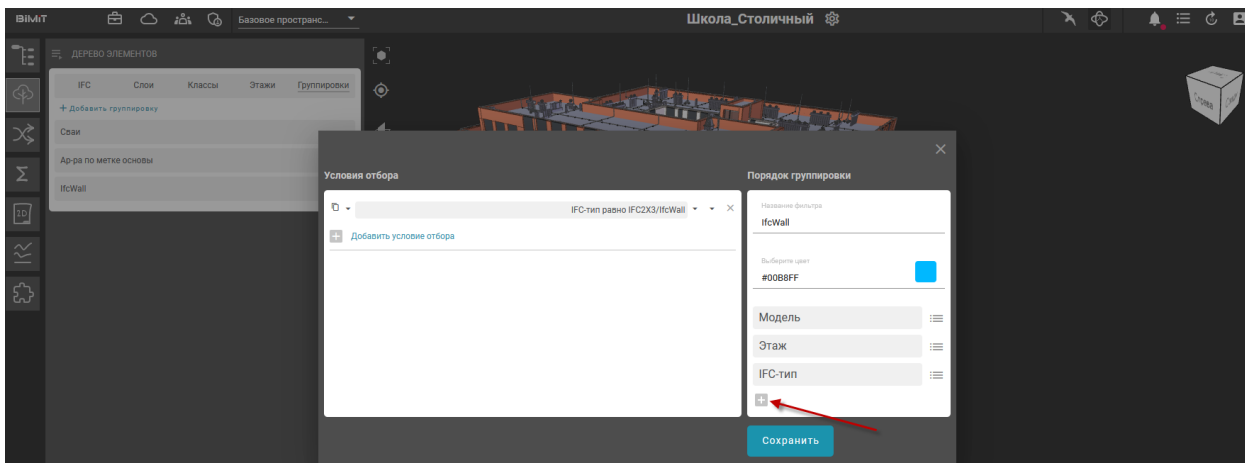 BIMIT
Базовое простран...
Школа_Столичный
ДЕРЕВО ЭЛЕМЕНТОВ
IFC Слои Классы Этажи Группировки
+ Добавить группировку
Сваи
Ар-ра по метке основы
IfcWall
Условия отбора
IFC-тип равно IFC2X3/IfcWall
Добавить условие отбора
Порядок группировки
Название фильтра
IfcWall
Выберите цвет
#00B8FF
Модель
Этаж
IFC-тип
Сохранить
2D